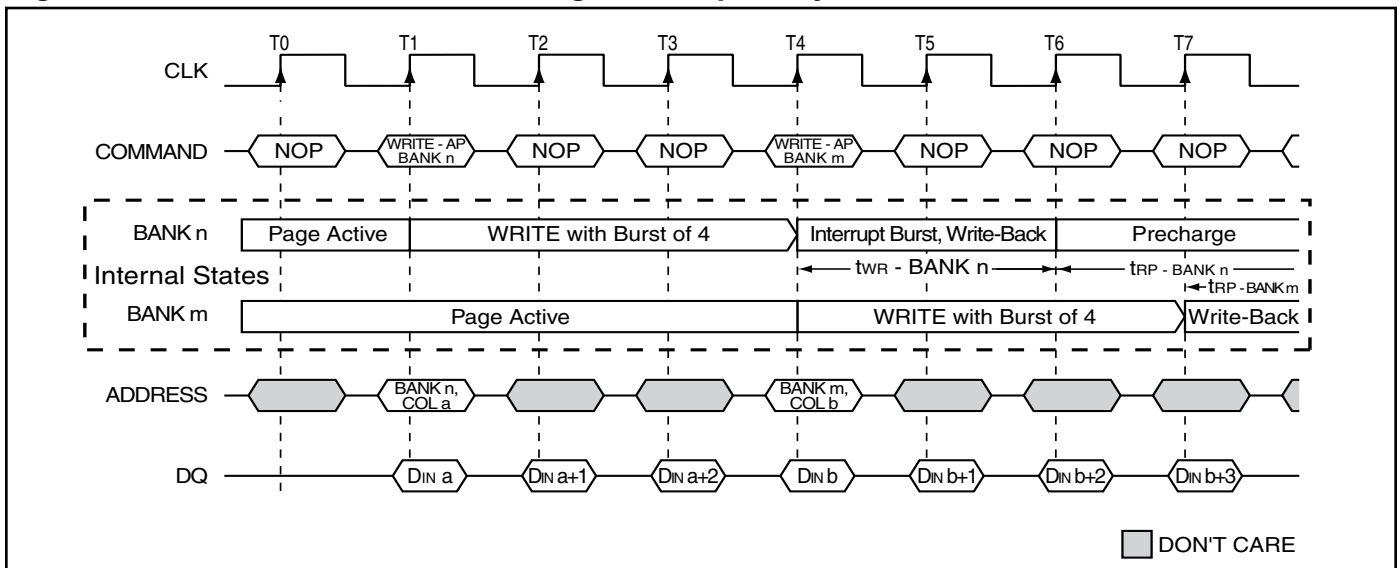 T0 T1 T2 T3 T4 T5 T6 T7
CLK
COMMAND NOP WRITE - AP BANK n NOP NOP WRITE - AP BANK m NOP NOP NOP
BANK n Page Active WRITE with Burst of 4 Interrupt Burst, Write-Back Precharge
tWR - BANK n tRP - BANK n
Internal States
tRP - BANK m
BANK m Page Active WRITE with Burst of 4 Write-Back
ADDRESS BANK n, COL a BANK m, COL b
DQ DIN a DIN a+1 DIN a+2 DIN b DIN b+1 DIN b+2 DIN b+3
DON'T CARE